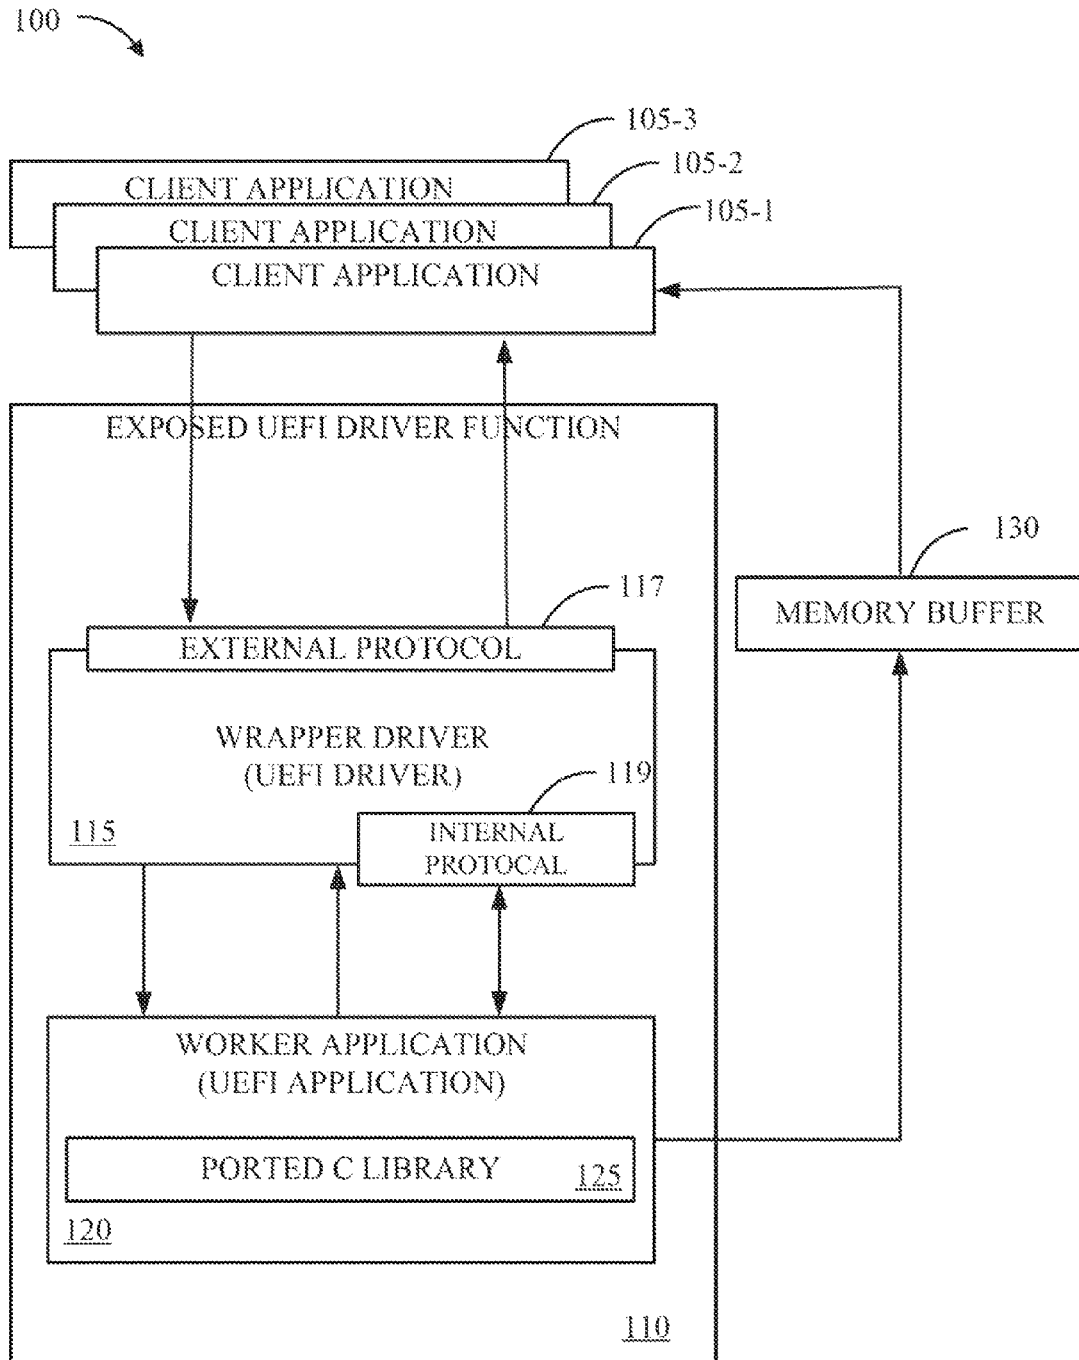 100
105-3
CLIENT APPLICATION
105-2
CLIENT APPLICATION
105-1
CLIENT APPLICATION
EXPOSED UEFI DRIVER FUNCTION
130
MEMORY BUFFER
117
EXTERNAL PROTOCOL
WRAPPER DRIVER
(UEFI DRIVER)
119
115
INTERNAL
PROTOCAL
WORKER APPLICATION
(UEFI APPLICATION)
PORTED C LIBRARY
125
120
110